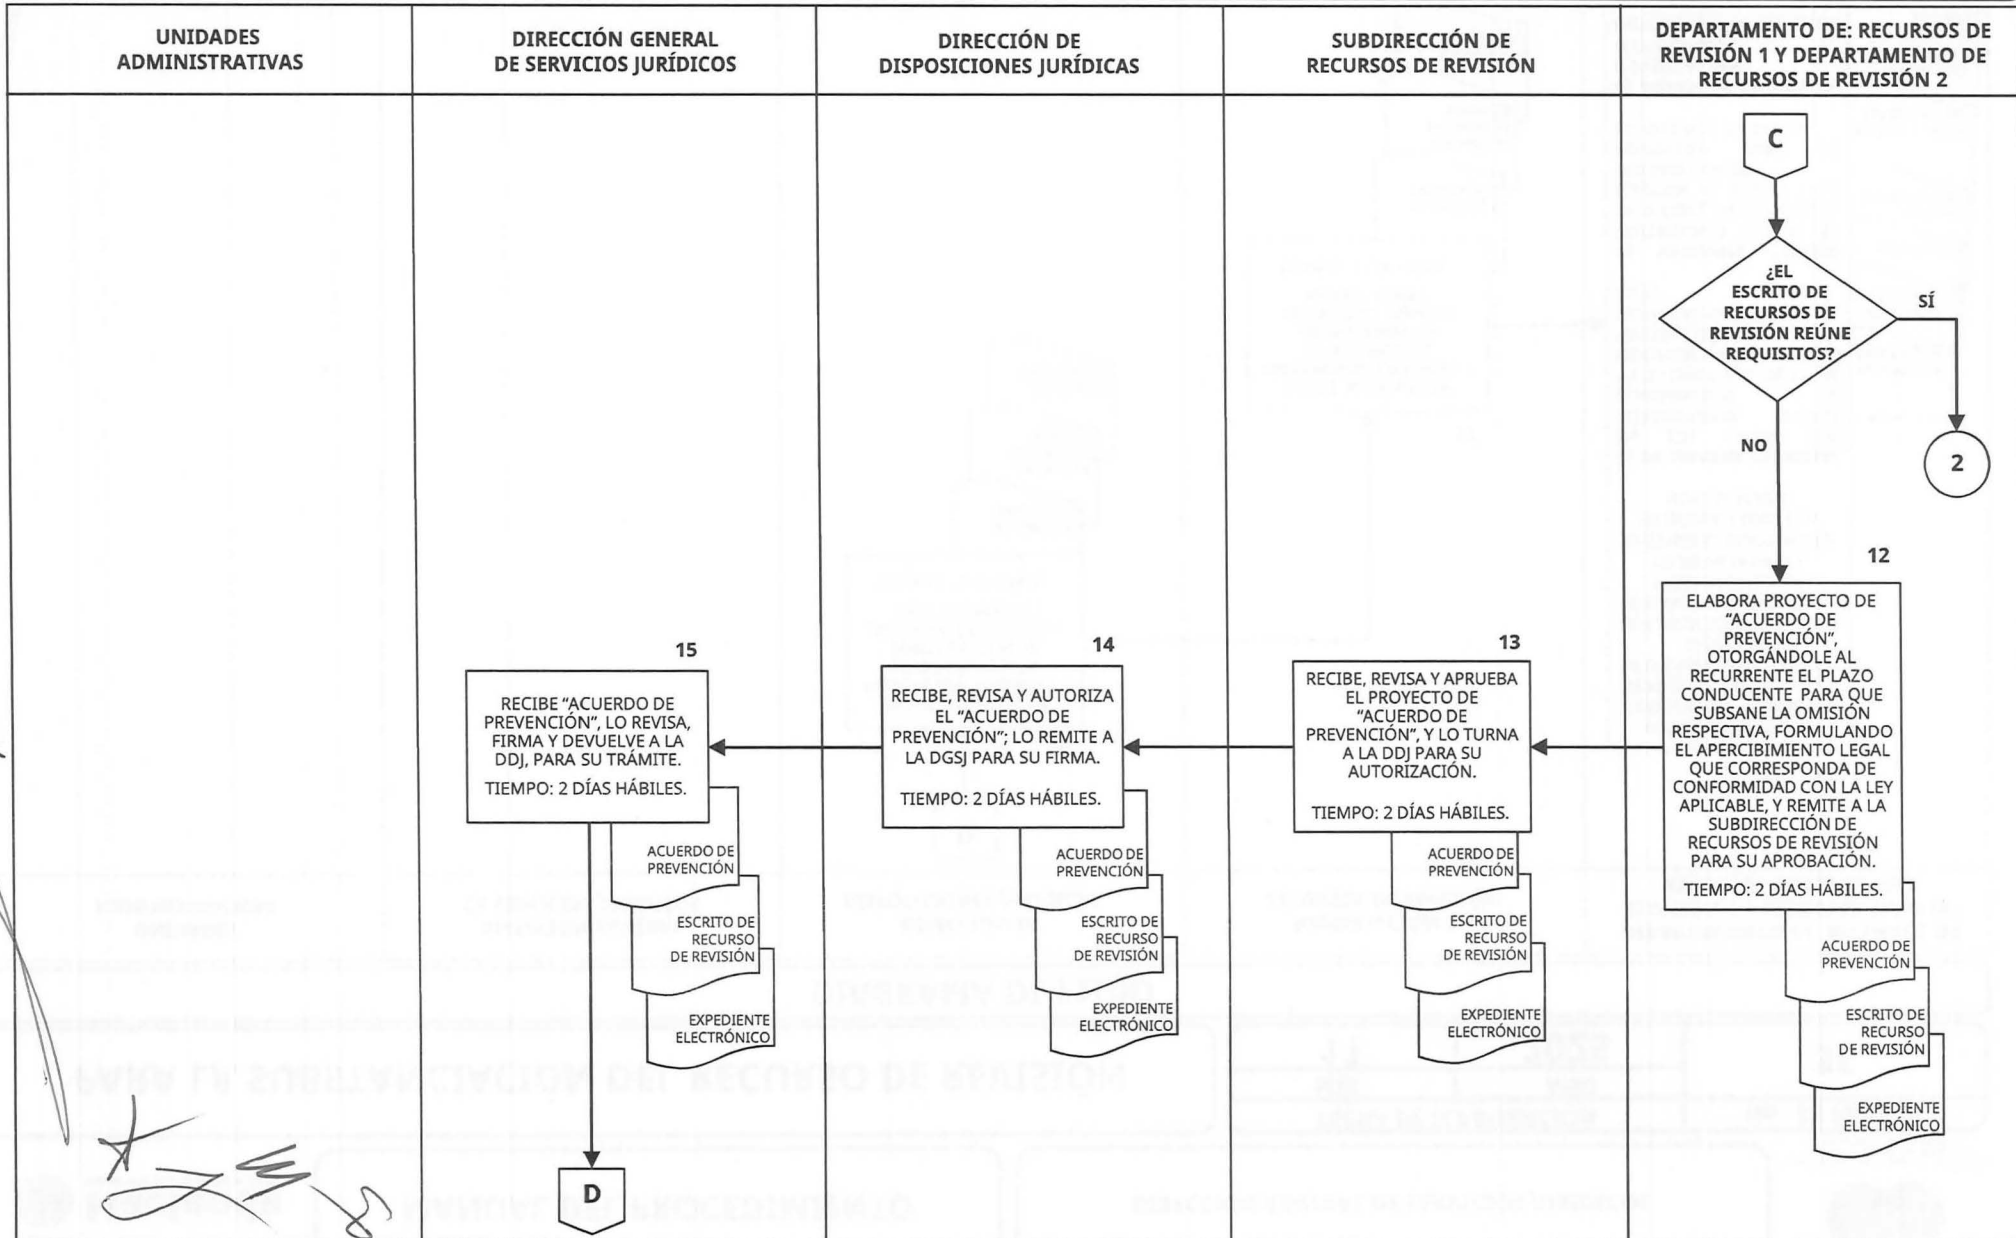 UNIDADES
ADMINISTRATIVAS
DIRECCIÓN GENERAL
DE SERVICIOS JURÍDICOS
DIRECCIÓN DE
DISPOSICIONES JURÍDICAS
SUBDIRECCIÓN DE
RECURSOS DE REVISIÓN
DEPARTAMENTO DE: RECURSOS DE
REVISIÓN 1 Y DEPARTAMENTO DE
RECURSOS DE REVISIÓN 2
C
¿EL
ESCRITO DE
RECURSOS DE
REVISIÓN REÚNE
REQUISITOS?
SÍ
NO
2
12
ELABORA PROYECTO DE
“ACUERDO DE
PREVENCIÓN”,
OTORGÁNDOLE AL
RECURRENTE EL PLAZO
CONDUCENTE PARA QUE
SUBSANE LA OMISIÓN
RESPECTIVA, FORMULANDO
EL APERCIBIMIENTO LEGAL
QUE CORRESPONDA DE
CONFORMIDAD CON LA LEY
APLICABLE, Y REMITE A LA
SUBDIRECCIÓN DE
RECURSOS DE REVISIÓN
PARA SU APROBACIÓN.
TIEMPO: 2 DÍAS HÁBILES.
ACUERDO DE
PREVENCIÓN
ESCRITO DE
RECURSO
DE REVISIÓN
EXPEDIENTE
ELECTRÓNICO
13
RECIBE, REVISA Y APRUEBA
EL PROYECTO DE
“ACUERDO DE
PREVENCIÓN”, Y LO TURNA
A LA DDJ PARA SU
AUTORIZACIÓN.
TIEMPO: 2 DÍAS HÁBILES.
ACUERDO DE
PREVENCIÓN
ESCRITO DE
RECURSO
DE REVISIÓN
EXPEDIENTE
ELECTRÓNICO
14
RECIBE, REVISA Y AUTORIZA
EL “ACUERDO DE
PREVENCIÓN”; LO REMITE A
LA DGSJ PARA SU FIRMA.
TIEMPO: 2 DÍAS HÁBILES.
ACUERDO DE
PREVENCIÓN
ESCRITO DE
RECURSO
DE REVISIÓN
EXPEDIENTE
ELECTRÓNICO
15
RECIBE “ACUERDO DE
PREVENCIÓN”, LO REVISA,
FIRMA Y DEVUELVE A LA
DDJ, PARA SU TRÁMITE.
TIEMPO: 2 DÍAS HÁBILES.
ACUERDO DE
PREVENCIÓN
ESCRITO DE
RECURSO
DE REVISIÓN
EXPEDIENTE
ELECTRÓNICO
D